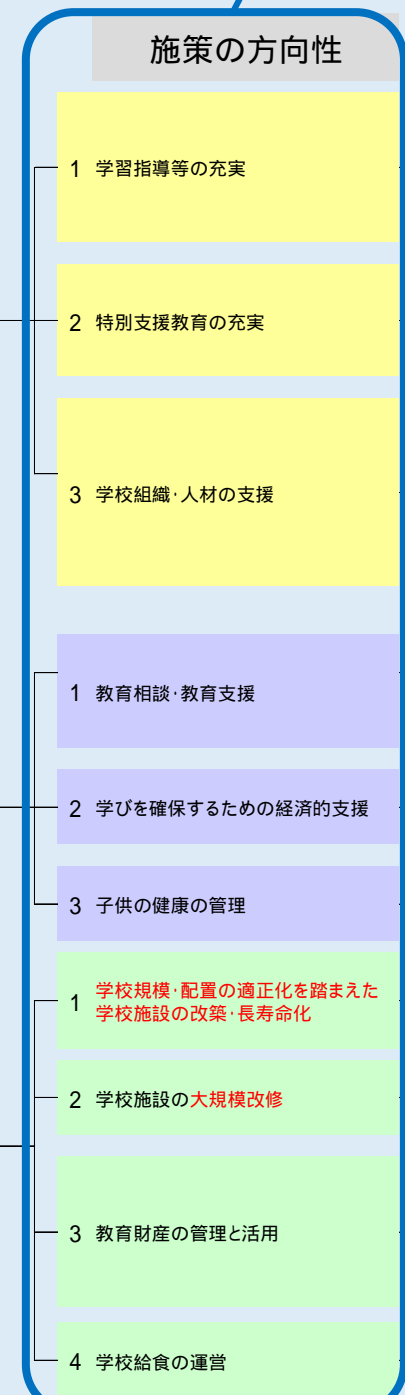 施策の方向性
1 学習指導等の充実
2 特別支援教育の充実
3 学校組織・人材の支援
1 教育相談・教育支援
2 学びを確保するための経済的支援
3 子供の健康の管理
1 学校規模・配置の適正化を踏まえた
学校施設の改築・長寿命化
2 学校施設の大規模改修
3 教育財産の管理と活用
4 学校給食の運営